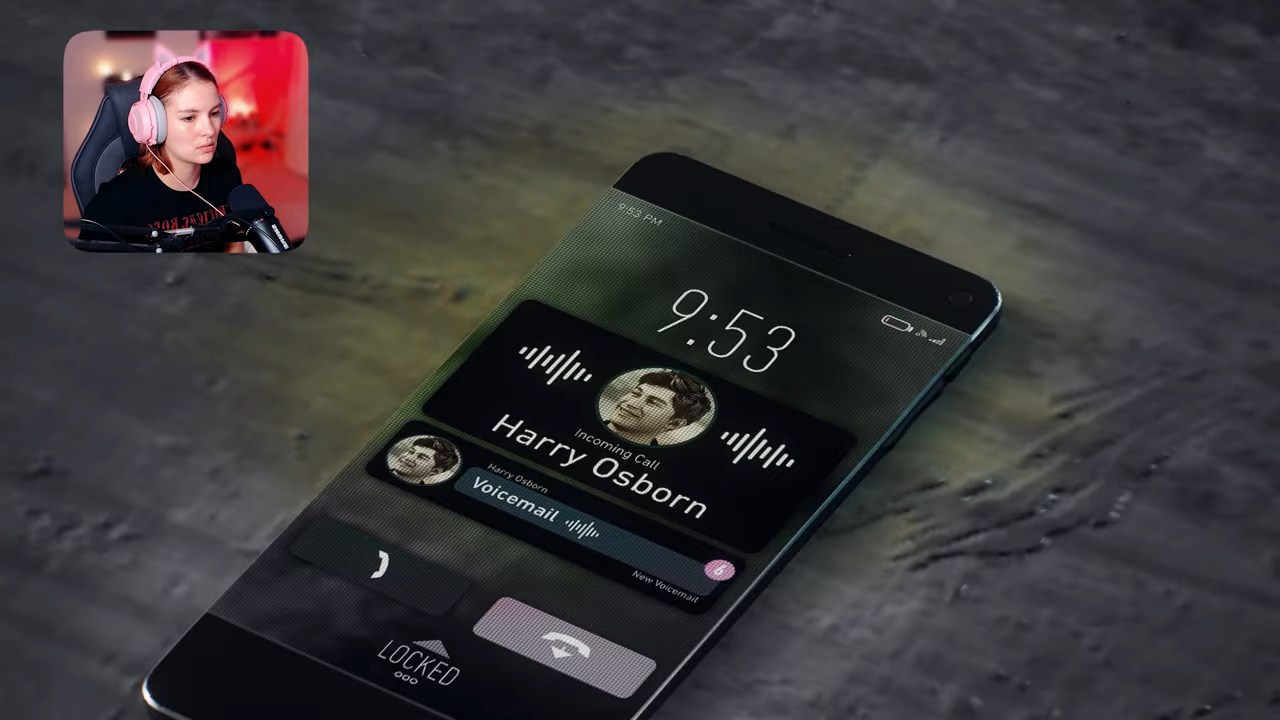 9:53 PM
9:53
Incoming Call
Harry Osborn
Harry Osborn
Voicemail
6
New Voicemail
LOCKED